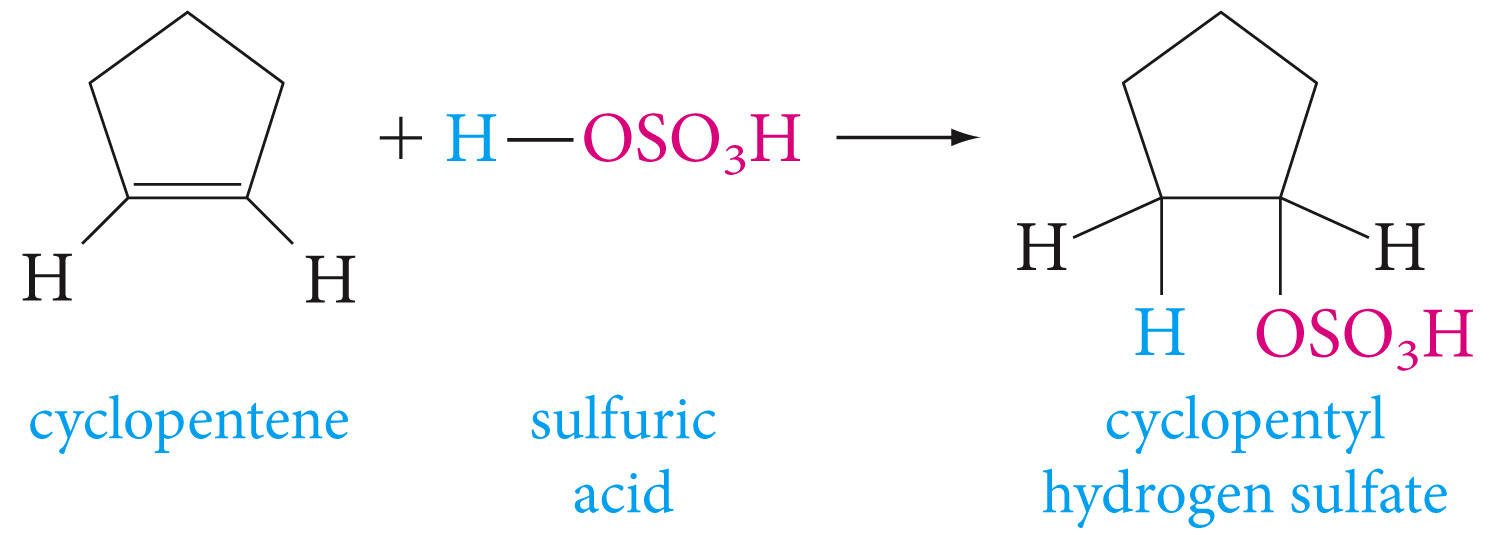 + H—OSO₃H
H H
H H
H OSO₃H
cyclopentene
sulfuric
acid
cyclopentyl
hydrogen sulfate